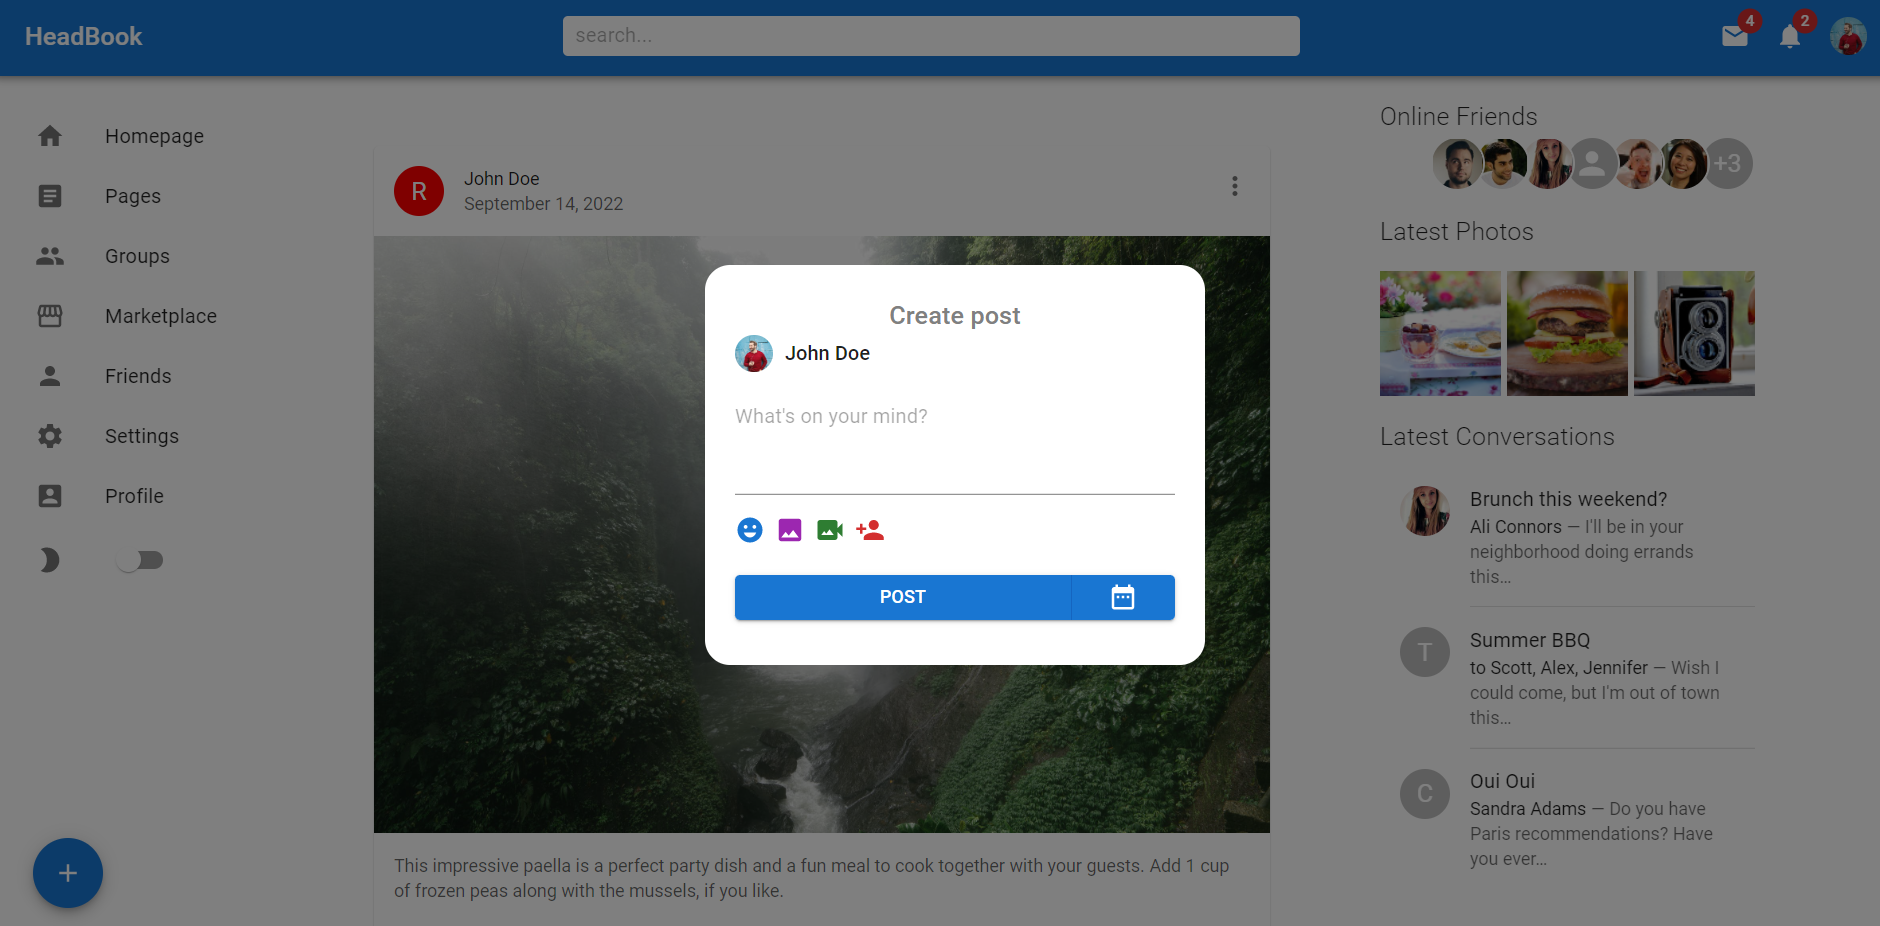 HeadBook
search...
4
2
Homepage
Pages
Groups
Marketplace
Friends
Settings
Profile
R
John Doe
September 14, 2022
This impressive paella is a perfect party dish and a fun meal to cook together with your guests. Add 1 cup
of frozen peas along with the mussels, if you like.
Create post
John Doe
What's on your mind?
POST
Online Friends
+3
Latest Photos
Latest Conversations
Brunch this weekend?
Ali Connors — I'll be in your
neighborhood doing errands
this…
T
Summer BBQ
to Scott, Alex, Jennifer — Wish I
could come, but I'm out of town
this…
C
Oui Oui
Sandra Adams — Do you have
Paris recommendations? Have
you ever…